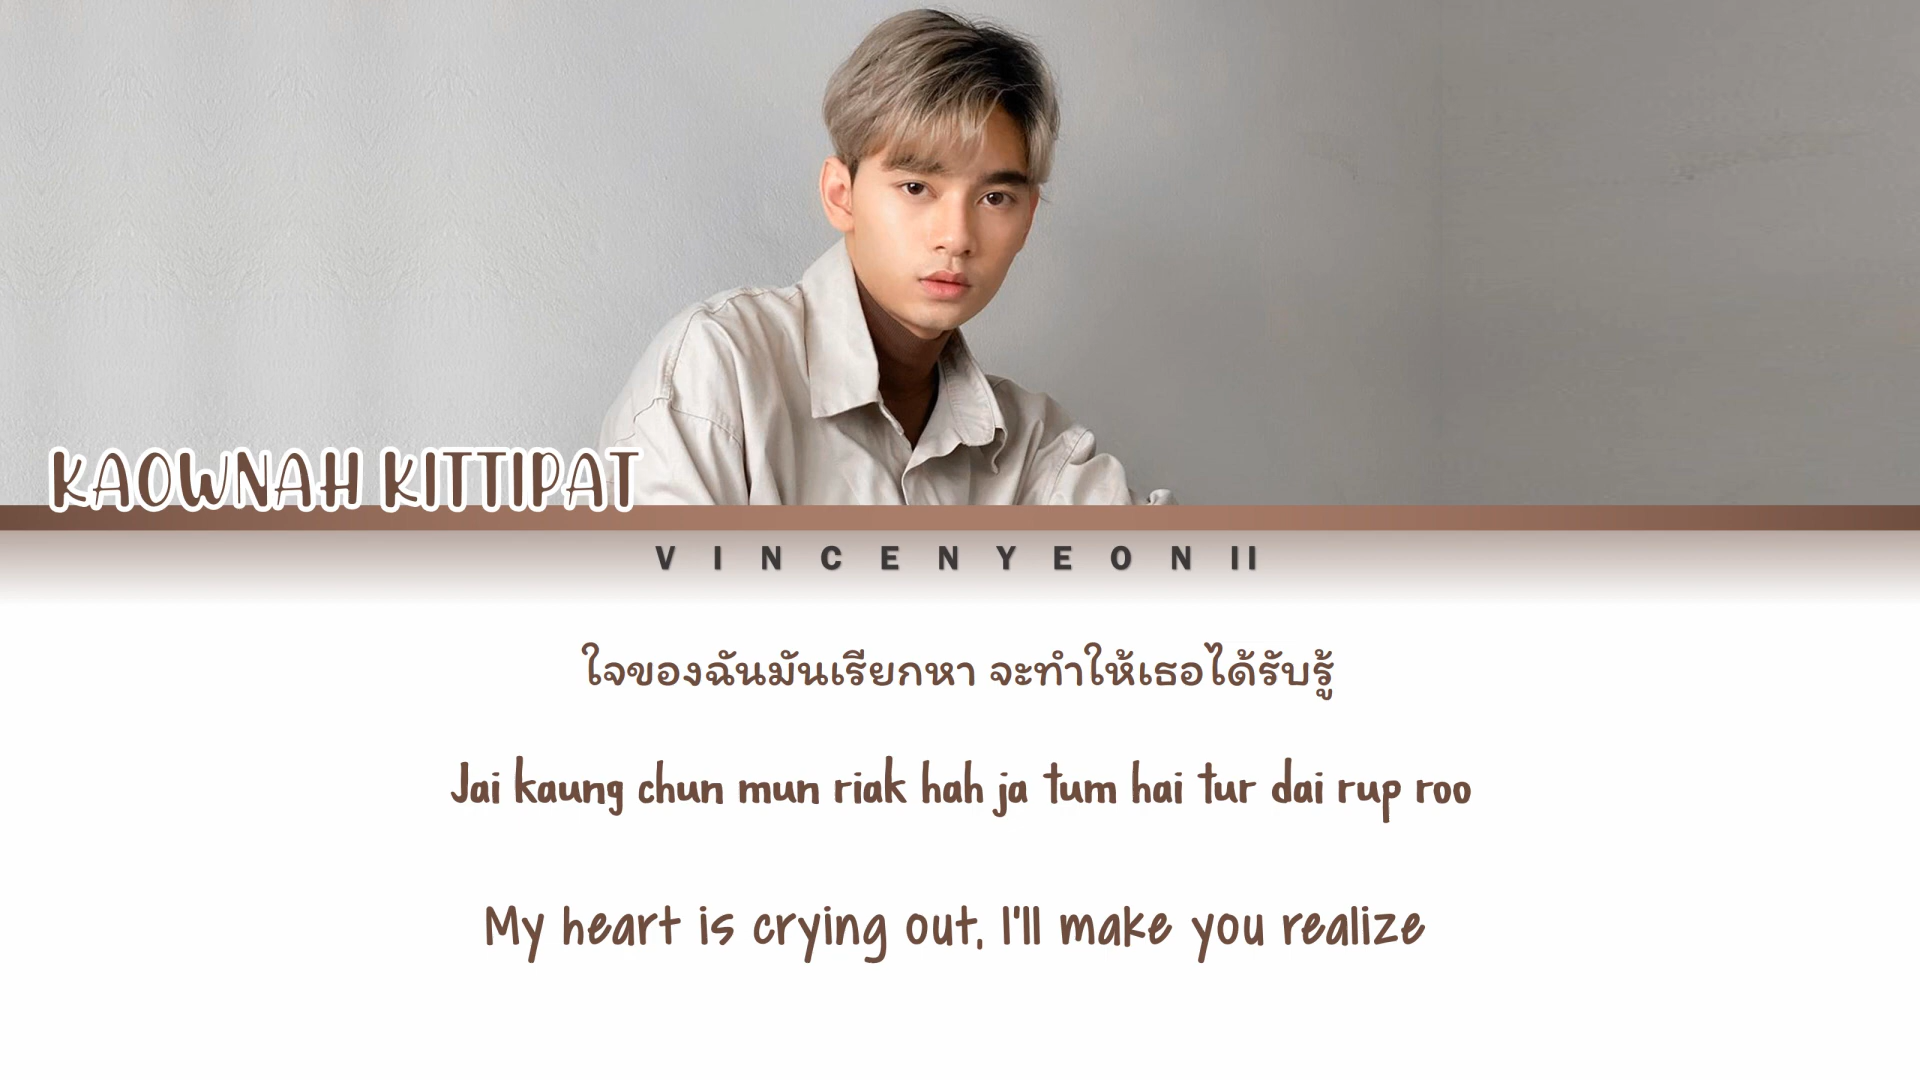 KAOWNAH KITTIPAT
VINCENYEON II
ใจของฉันมันเรียกหา จะทำให้เธอได้รับรู้
Jai kaung chun mun riak hah ja tum hai tur dai rup roo
My heart is crying out, I'll make you realize